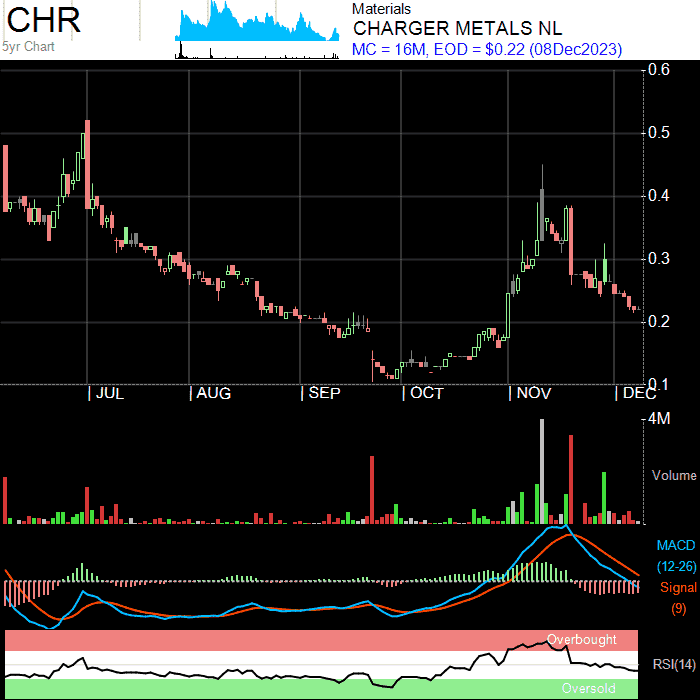 CHR
5yr Chart
Materials
CHARGER METALS NL
MC = 16M, EOD = $0.22 (08Dec2023)
0.6
0.5
0.4
0.3
0.2
0.1
JUL
AUG
SEP
OCT
NOV
DEC
4M
Volume
MACD
(12-26)
Signal
(9)
Overbought
RSI(14)
Oversold